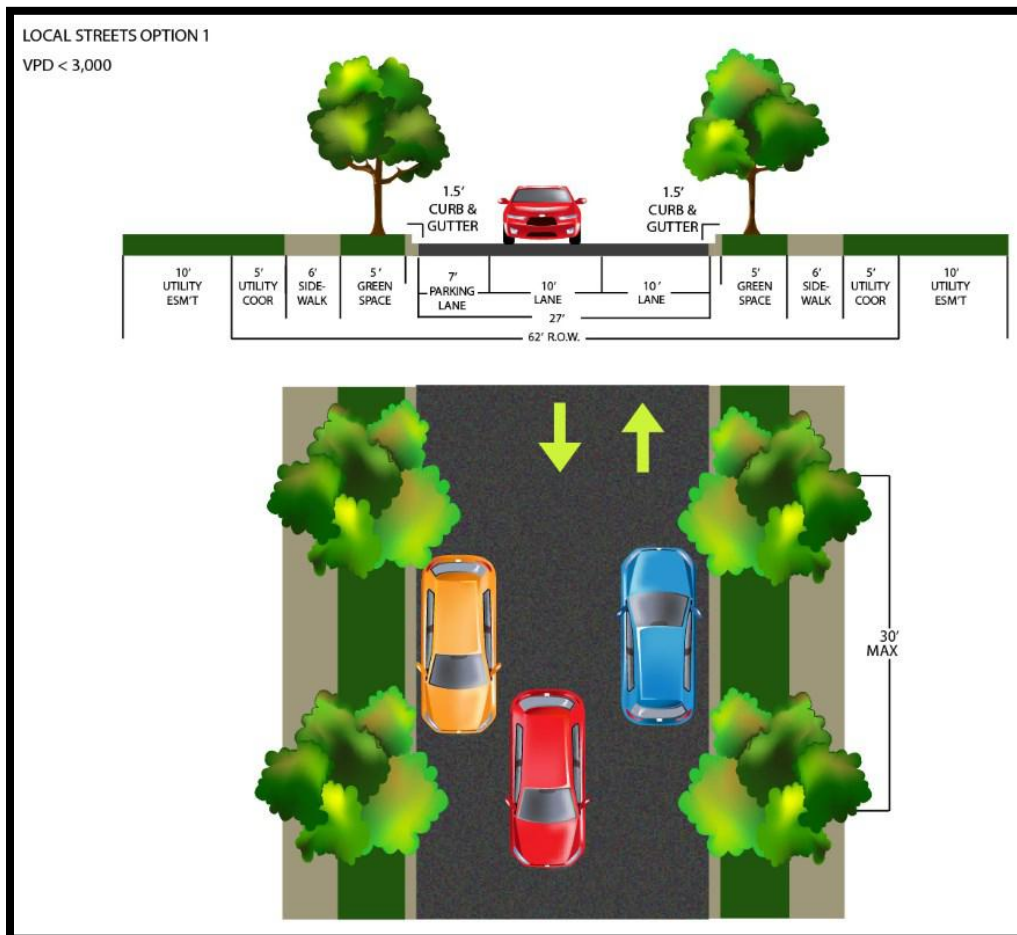 LOCAL STREETS OPTION 1
VPD < 3,000
1.5'
CURB &
GUTTER
1.5'
CURB &
GUTTER
10'
UTILITY
ESM'T
5'
UTILITY
COOR
6'
SIDE-
WALK
5'
GREEN
SPACE
7'
PARKING
LANE
10'
LANE
10'
LANE
5'
GREEN
SPACE
6'
SIDE-
WALK
5'
UTILITY
COOR
10'
UTILITY
ESM'T
27'
62' R.O.W.
30'
MAX